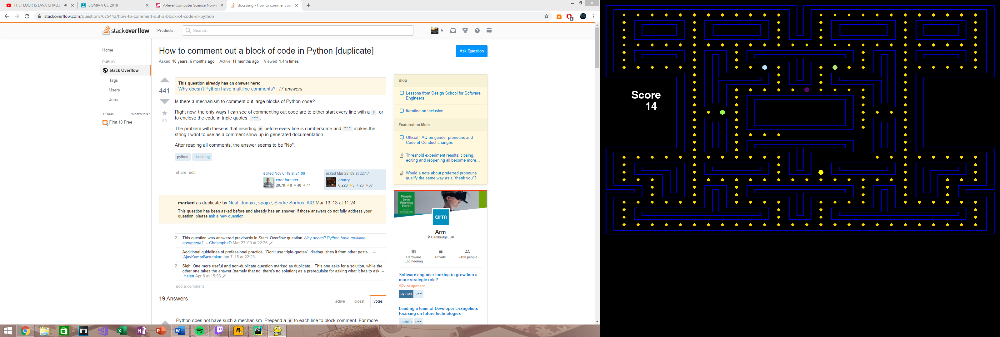 THE FLOOR IS LAVA CHALLE
COMP-A UC 2019
A-level Computer Science Non-e
docstring - How to comment out
stackoverflow.com/questions/675442/how-to-comment-out-a-block-of-code-in-python
4
stackoverflow
Products
Search...
6
Home
PUBLIC
Stack Overflow
Tags
Users
Jobs
TEAMS
What's this?
First 10 Free
How to comment out a block of code in Python [duplicate]
Ask Question
Asked 10 years, 6 months ago Active 11 months ago Viewed 1.4m times
441
80
This question already has an answer here:
Why doesn't Python have multiline comments? 17 answers
Is there a mechanism to comment out large blocks of Python code?
Right now, the only ways I can see of commenting out code are to either start every line with a #, or
to enclose the code in triple quotes: """.
The problem with these is that inserting # before every line is cumbersome and """ makes the
string I want to use as a comment show up in generated documentation.
After reading all comments, the answer seems to be "No".
python docstring
share edit
edited Nov 6 '18 at 21:06
codeforester
20.7k 8 48 77
asked Mar 23 '09 at 22:17
gbarry
6,223 5 26 37
marked as duplicate by Neal, Junuxx, spajce, Sindre Sorhus, AlG Mar 13 '13 at 11:24
This question has been asked before and already has an answer. If those answers do not fully address your
question, please ask a new question.
2 This question was answered previously in Stack Overflow question Why doesn't Python have multiline
comments?. – ChristopheD Mar 23 '09 at 22:26
Additional guidelines of professional practice, "Don't use triple-quotes", distinguishes it from other posts ... –
AjayKumarBasuthkar Jan 7 '15 at 22:23
2 Sigh. One more useful and non-duplicate question marked as duplicate... This one asks for a solution, while the
other one takes the answer (namely that no, there's no solution) as a prerequisite for asking what it has to ask. –
Helen Apr 8 at 15:53
add a comment
19 Answers
active oldest votes
Python does not have such a mechanism. Prepend a # to each line to block comment. For more
Blog
Lessons from Design School for Software
Engineers
Iterating on Inclusion
Featured on Meta
Official FAQ on gender pronouns and
Code of Conduct changes
Threshold experiment results: closing,
editing and reopening all become more...
Would a note about preferred pronouns
qualify the same way as a "thank you"?
People
Love
Working
Here!
arm
Arm
Cambridge, UK
Hardware
Engineering
Private
5-10k people
Software engineer looking to grow into a
more strategic role?
Visa sponsor
python c++
Leading a team of Developer Evangelists
focusing on future technologies
mobile c++
Score
14